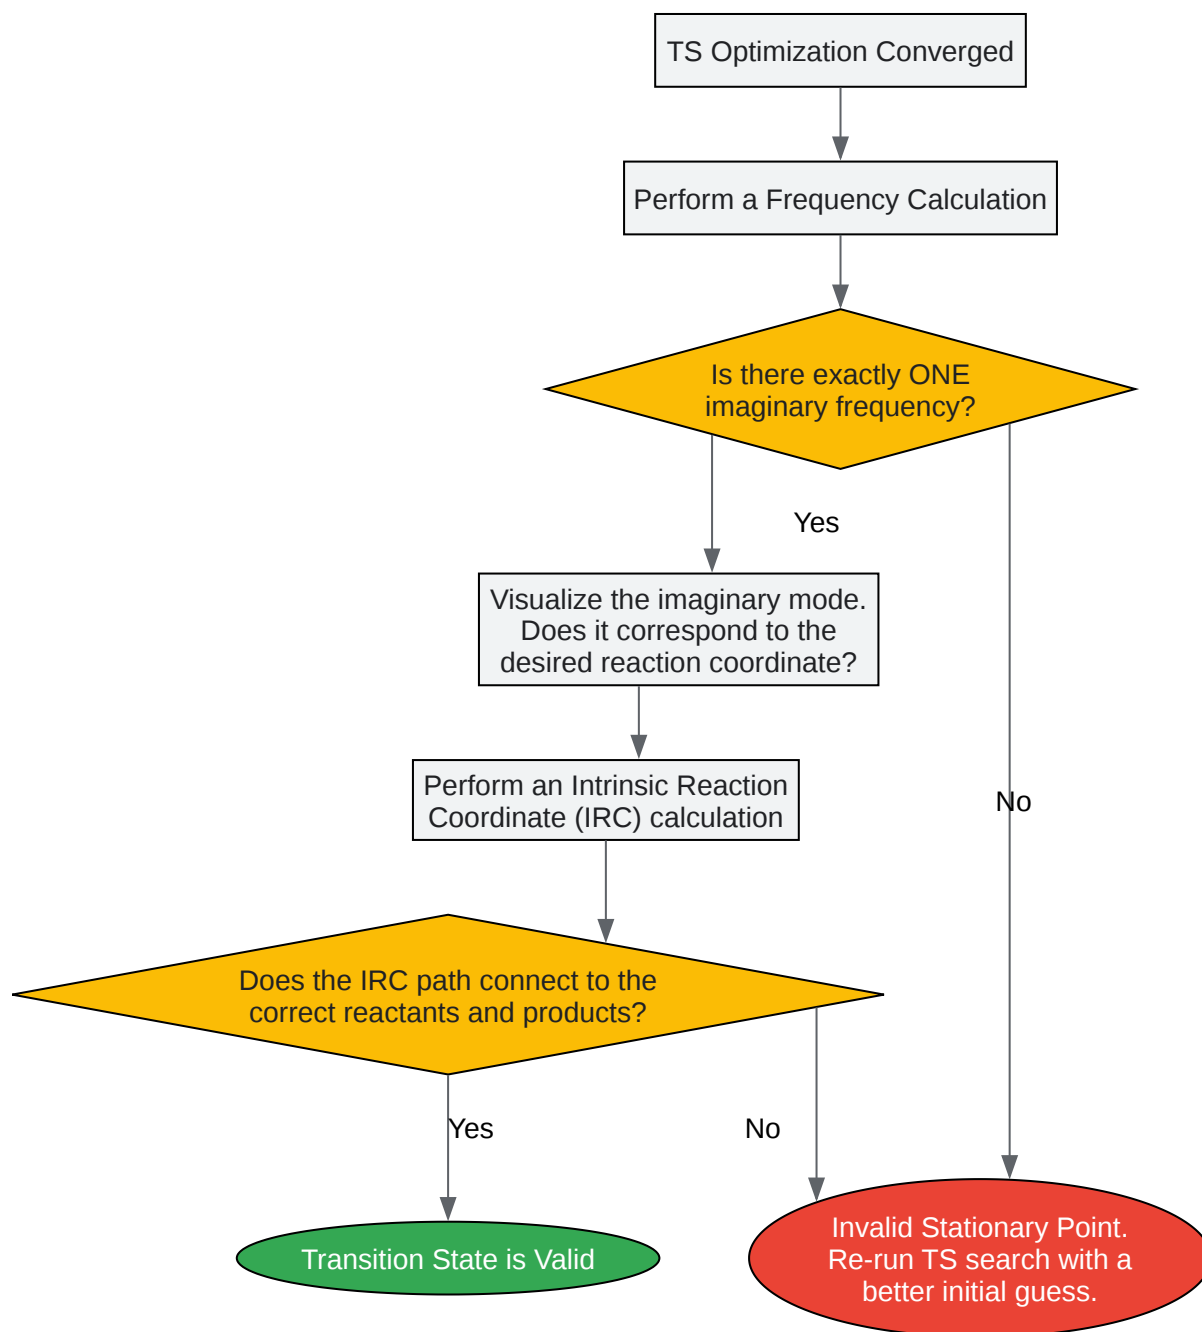 TS Optimization Converged
Perform a Frequency Calculation
Is there exactly ONE
imaginary frequency?
Yes
Visualize the imaginary mode.
Does it correspond to the
desired reaction coordinate?
Perform an Intrinsic Reaction
Coordinate (IRC) calculation
No
Does the IRC path connect to the
correct reactants and products?
Yes
No
Transition State is Valid
Invalid Stationary Point.
Re-run TS search with a
better initial guess.